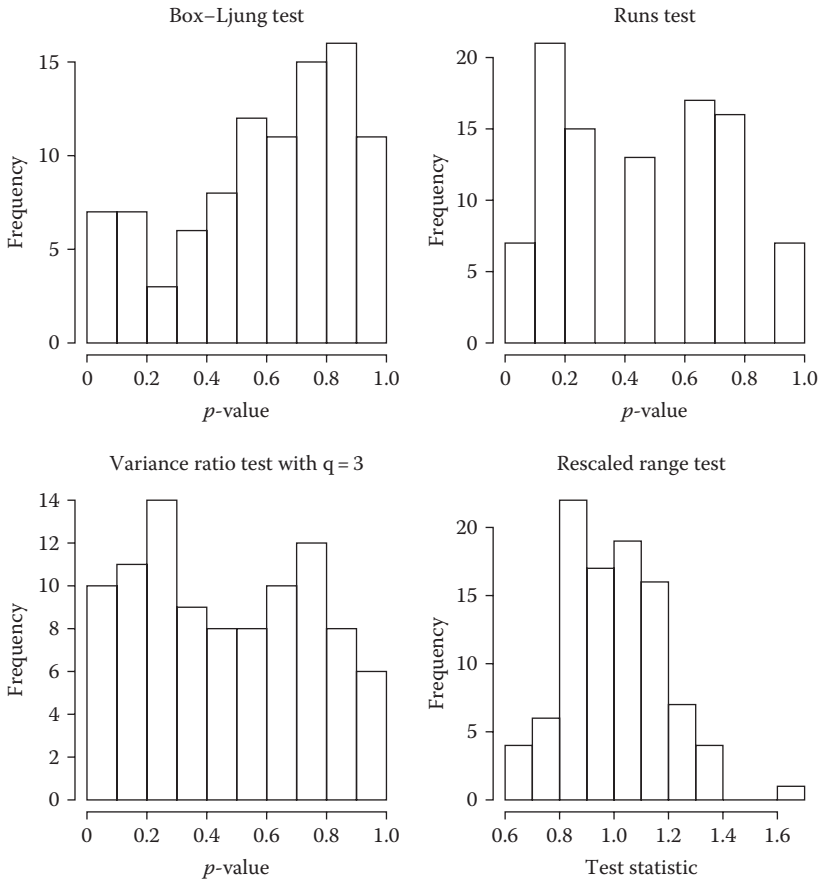 Box–Ljung test
Frequency
15
10
5
0
0 0.2 0.4 0.6 0.8 1.0
p-value
Runs test
Frequency
20
15
10
5
0
0 0.2 0.4 0.6 0.8 1.0
p-value
Variance ratio test with q = 3
Frequency
14
12
10
8
6
4
2
0
0 0.2 0.4 0.6 0.8 1.0
p-value
Rescaled range test
Frequency
20
15
10
5
0
0.6 0.8 1.0 1.2 1.4 1.6
Test statistic